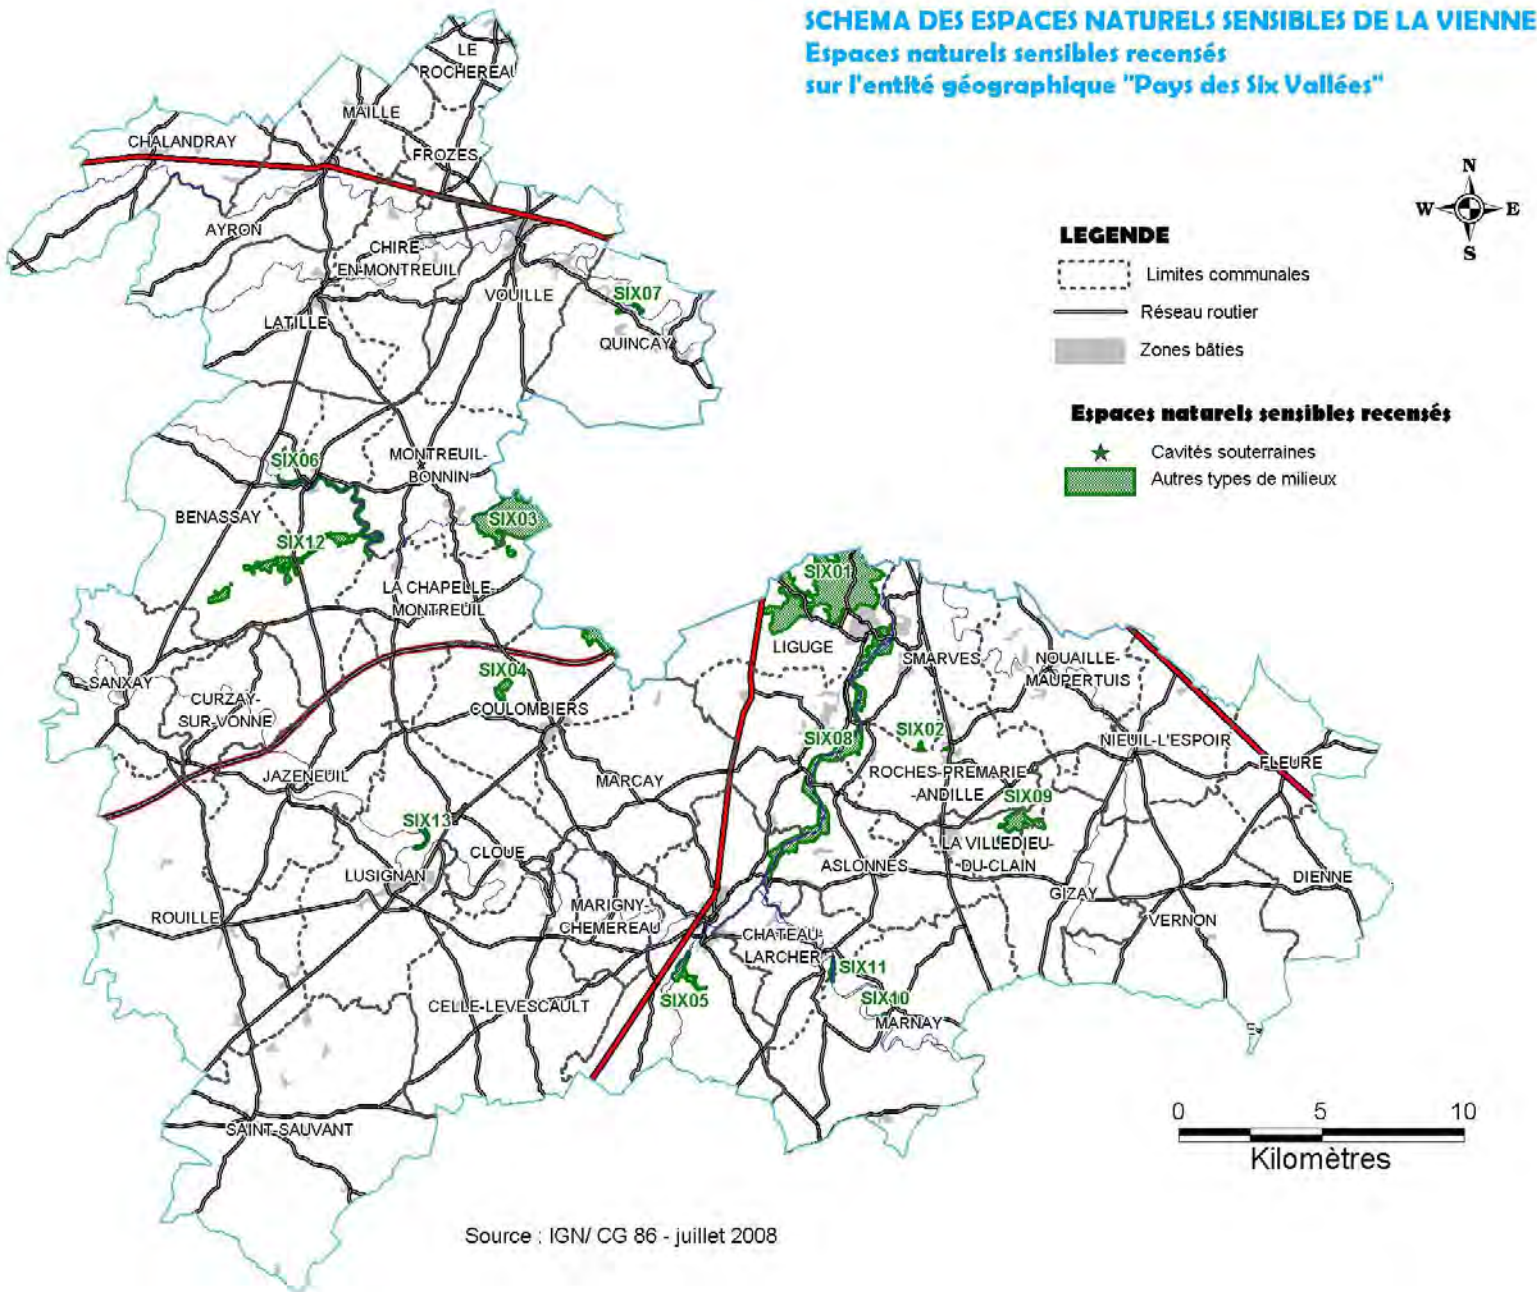 SCHEMA DES ESPACES NATURELS SENSIBLES DE LA VIENNE
Espaces naturels sensibles recensés
sur l'entité géographique "Pays des Six Vallées"
N
W E
S
LEGENDE
Limites communales
Réseau routier
Zones bâties
Espaces naturels sensibles recensés
Cavités souterraines
Autres types de milieux
LE
ROCHEREAU
MAILLE
CHALANDRAY
FROZES
AYRON
CHIRE-
EN-MONTREUIL
VOUILLE
SIX07
LATILLE
QUINCAY
SIX06
MONTREUIL-
BONNIN
BENASSAY
SIX03
SIX12
LA CHAPELLE-
MONTREUIL
SIX01
LIGUGE
SMARVES
NOUAILLE-
MAUPERTUIS
SANXAY
CURZAY-
SUR-VONNE
SIX04
COULOMBIERS
SIX08
SIX02
NIEUIL-L'ESPOIR
FLEURE
JAZENEUIL
MARCAY
ROCHES-PREMARIE
-ANDILLE
SIX09
SIX13
CLOUE
LUSIGNAN
ASLONNES
LA VILLEDIEU-
DU-CLAIN
GIZAY
DIENNE
ROUILLE
MARIGNY-
CHEMEREAU
CHATEAU-
LARCHER
VERNON
SIX11
SIX05
SIX10
CELLE-LEVESCAULT
MARNAY
SAINT-SAUVANT
0 5 10
Kilomètres
Source : IGN/ CG 86 - juillet 2008